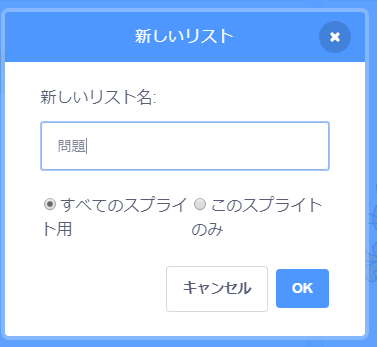 新しいリスト
新しいリスト名:
問題
すべてのスプライト用
このスプライトのみ
キャンセル
OK